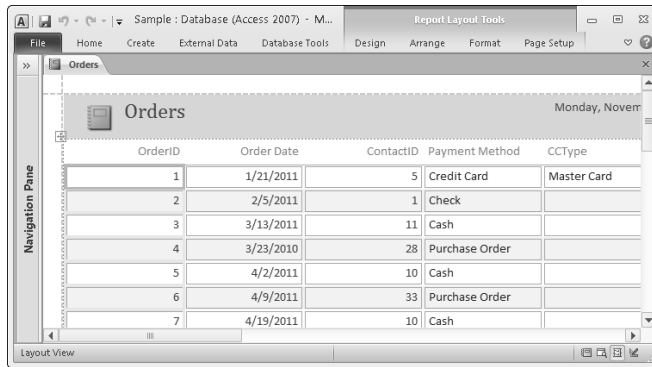 A Sample : Database (Access 2007) - M... Report Layout Tools
File Home Create External Data Database Tools Design Arrange Format Page Setup
Orders
Orders Monday, Novem
OrderID Order Date ContactID Payment Method CCType
1 1/21/2011 5 Credit Card Master Card
2 2/5/2011 1 Check
3 3/13/2011 11 Cash
4 3/23/2010 28 Purchase Order
5 4/2/2011 10 Cash
6 4/9/2011 33 Purchase Order
7 4/19/2011 10 Cash
Navigation Pane
Layout View